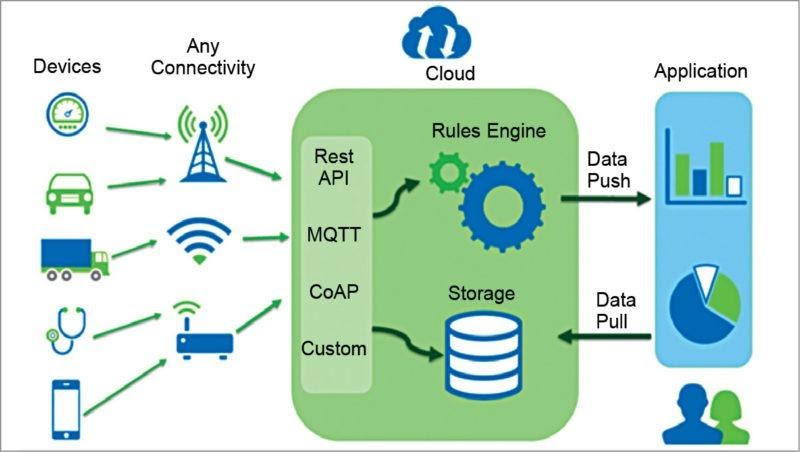 Devices
Any
Connectivity
Cloud
Application
Rest
API
MQTT
CoAP
Custom
Rules Engine
Storage
Data
Push
Data
Pull